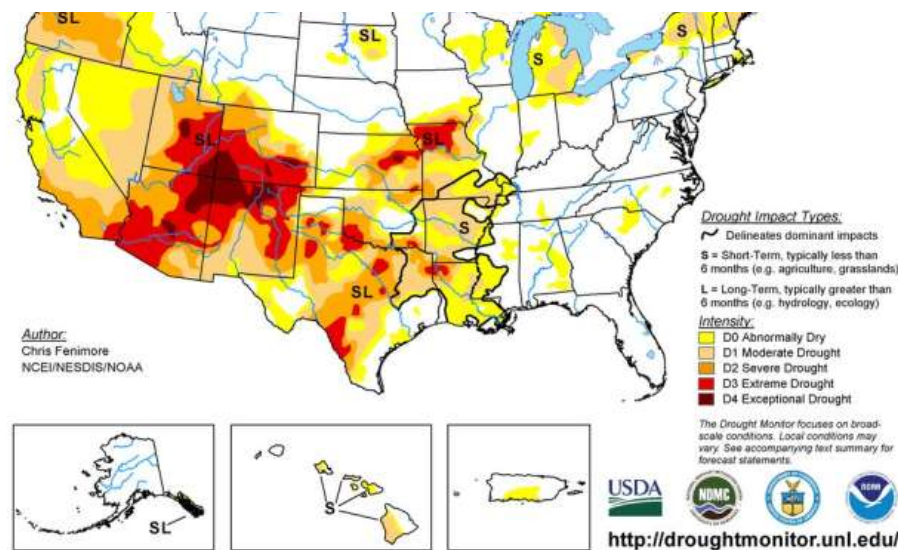 SL
SL
S
S
SL
SL
S
SL
Drought Impact Types:
Delineates dominant impacts
S = Short-Term, typically less than
6 months (e.g. agriculture, grasslands)
L = Long-Term, typically greater than
6 months (e.g. hydrology, ecology)
Intensity:
D0 Abnormally Dry
D1 Moderate Drought
D2 Severe Drought
D3 Extreme Drought
D4 Exceptional Drought
Author:
Chris Fenimore
NCEI/NESDIS/NOAA
The Drought Monitor focuses on broad-
scale conditions. Local conditions may
vary. See accompanying text summary for
forecast statements.
SL
S
USDA
NDMC
NOAA
http://droughtmonitor.unl.edu/